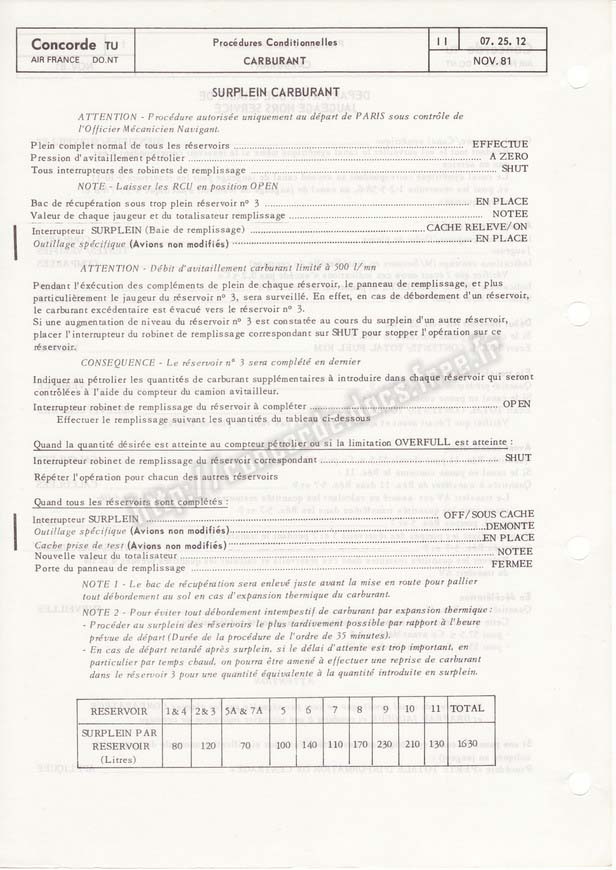 Concorde TU
AIR FRANCE DO.NT
Procédures Conditionnelles
CARBURANT
11
07. 25. 12
NOV. 81
SURPLEIN CARBURANT
ATTENTION - Procédure autorisée uniquement au départ de PARIS sous contrôle de
l'Officier Mécanicien Navigant.
Plein complet normal de tous les réservoirs ........ EFFECTUE
Pression d'avitaillement pétrolier ........ A ZERO
Tous interrupteurs des robinets de remplissage ........ SHUT
NOTE - Laisser les RCU en position OPEN
Bac de récupération sous trop plein réservoir n° 3 ........ EN PLACE
Valeur de chaque jaugeur et du totalisateur remplissage ........ NOTEE
Interrupteur SURPLEIN (Baie de remplissage) ........ CACHE RELEVE/ON
Outillage spécifique (Avions non modifiés) ........ EN PLACE
ATTENTION - Débit d'avitaillement carburant limité à 500 l/mn
Pendant l'éxécution des compléments de plein de chaque réservoir, le panneau de remplissage, et plus
particulièrement le jaugeur du réservoir n° 3, sera surveillé. En effet, en cas de débordement d'un réservoir,
le carburant excédentaire est évacué vers le réservoir n° 3.
Si une augmentation de niveau du réservoir n° 3 est constatée au cours du surplein d'un autre réservoir,
placer l'interrupteur du robinet de remplissage correspondant sur SHUT pour stopper l'opération sur ce
réservoir.
CONSEQUENCE - Le réservoir n° 3 sera complété en dernier
Indiquer au pétrolier les quantités de carburant supplémentaires à introduire dans chaque réservoir qui seront
contrôlées à l'aide du compteur du camion avitailleur.
Interrupteur robinet de remplissage du réservoir à compléter ........ OPEN
Effectuer le remplissage suivant les quantités du tableau ci-dessous
Quand la quantité désirée est atteinte au compteur pétrolier ou si la limitation OVERFULL est atteinte :
Interrupteur robinet de remplissage du réservoir correspondant ........ SHUT
Répéter l'opération pour chacun des autres réservoirs
Quand tous les réservoirs sont complétés :
Interrupteur SURPLEIN ........ OFF/SOUS CACHE
Outillage spécifique (Avions non modifiés) ........ DEMONTE
Cache prise de test (Avions non modifiés) ........ EN PLACE
Nouvelle valeur du totalisateur ........ NOTEE
Porte du panneau de remplissage ........ FERMEE
NOTE 1 - Le bac de récupération sera enlevé juste avant la mise en route pour pallier
tout débordement au sol en cas d'expansion thermique du carburant.
NOTE 2 - Pour éviter tout débordement intempestif de carburant par expansion thermique :
- Procéder au surplein des réservoirs le plus tardivement possible par rapport à l'heure
prévue de départ (Durée de la procédure de l'ordre de 35 minutes).
- En cas de départ retardé après surplein, si le délai d'attente est trop important, en
particulier par temps chaud, on pourra être amené à effectuer une reprise de carburant
dans le réservoir 3 pour une quantité équivalente à la quantité introduite en surplein.
RESERVOIR 1&4 2&3 5A & 7A 5 6 7 8 9 10 11 TOTAL
SURPLEIN PAR
RESERVOIR 80 120 70 100 140 110 170 230 210 130 1630
(Litres)
http://concordedocs.free.fr